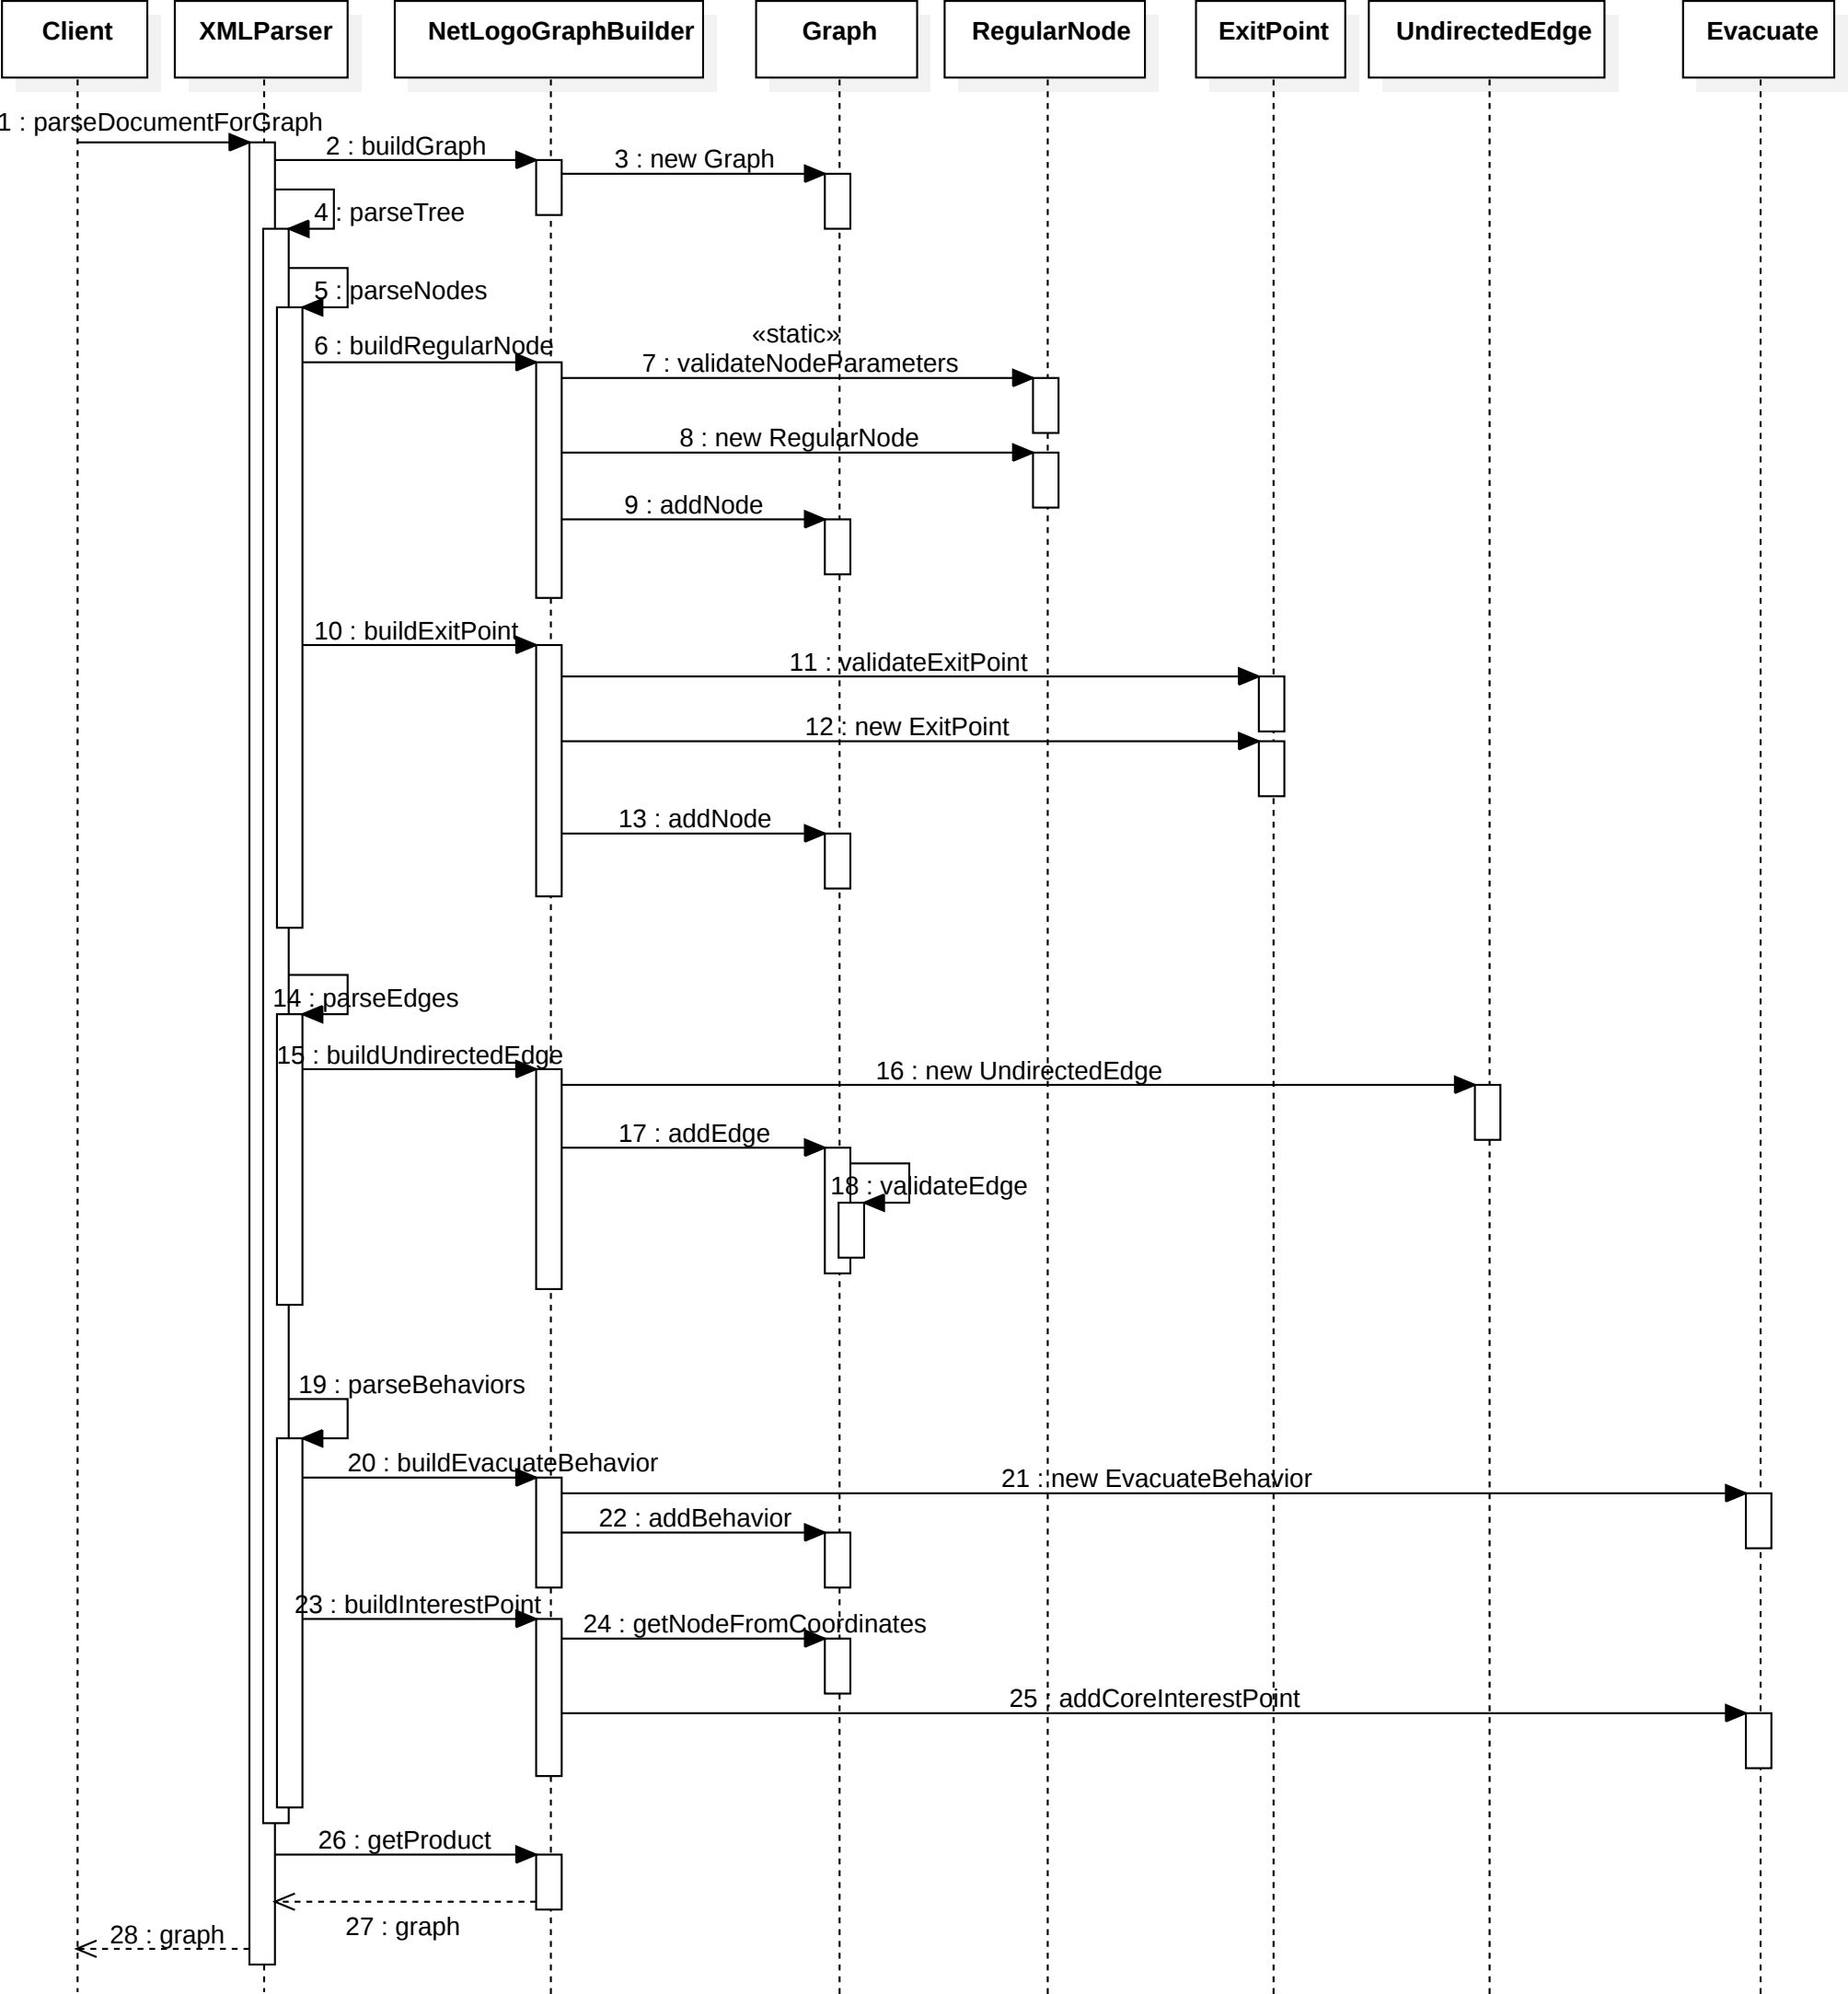 Client
XMLParser
NetLogoGraphBuilder
Graph
RegularNode
ExitPoint
UndirectedEdge
Evacuate
1 : parseDocumentForGraph
2 : buildGraph
3 : new Graph
4 : parseTree
5 : parseNodes
6 : buildRegularNode
«static»
7 : validateNodeParameters
8 : new RegularNode
9 : addNode
10 : buildExitPoint
11 : validateExitPoint
12 : new ExitPoint
13 : addNode
14 : parseEdges
15 : buildUndirectedEdge
16 : new UndirectedEdge
17 : addEdge
18 : validateEdge
19 : parseBehaviors
20 : buildEvacuateBehavior
21 : new EvacuateBehavior
22 : addBehavior
23 : buildInterestPoint
24 : getNodeFromCoordinates
25 : addCoreInterestPoint
26 : getProduct
27 : graph
28 : graph